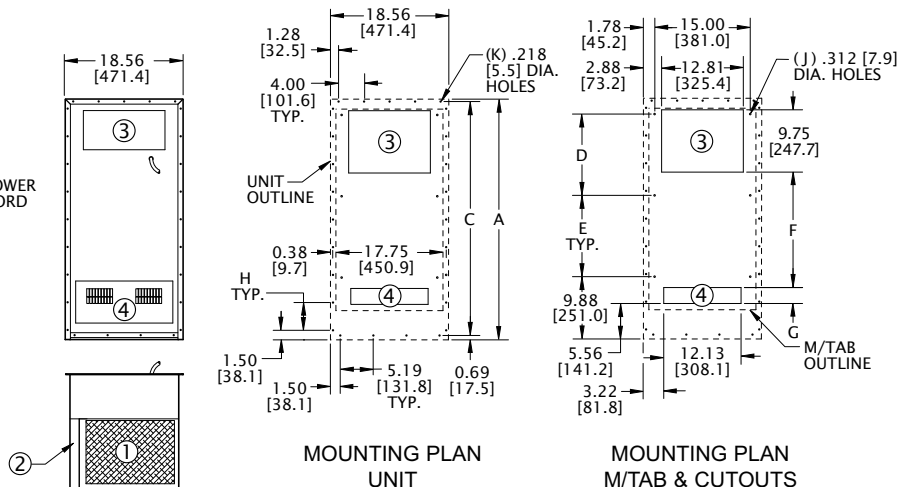 18.56
[471.4]
③
④
OWER
ORD
②
①
18.56
[471.4]
1.28
[32.5]
(K) .218
[5.5] DIA.
HOLES
4.00
[101.6]
TYP.
③
UNIT
OUTLINE
C
A
0.38
[9.7]
17.75
[450.9]
H
TYP.
④
1.50
[38.1]
1.50
[38.1]
5.19
[131.8]
TYP.
0.69
[17.5]
MOUNTING PLAN
UNIT
1.78
[45.2]
15.00
[381.0]
(J) .312 [7.9]
DIA. HOLES
2.88
[73.2]
12.81
[325.4]
③
9.75
[247.7]
D
E
TYP.
F
9.88
[251.0]
④
G
5.56
[141.2]
12.13
[308.1]
M/TAB
OUTLINE
3.22
[81.8]
MOUNTING PLAN
M/TAB & CUTOUTS